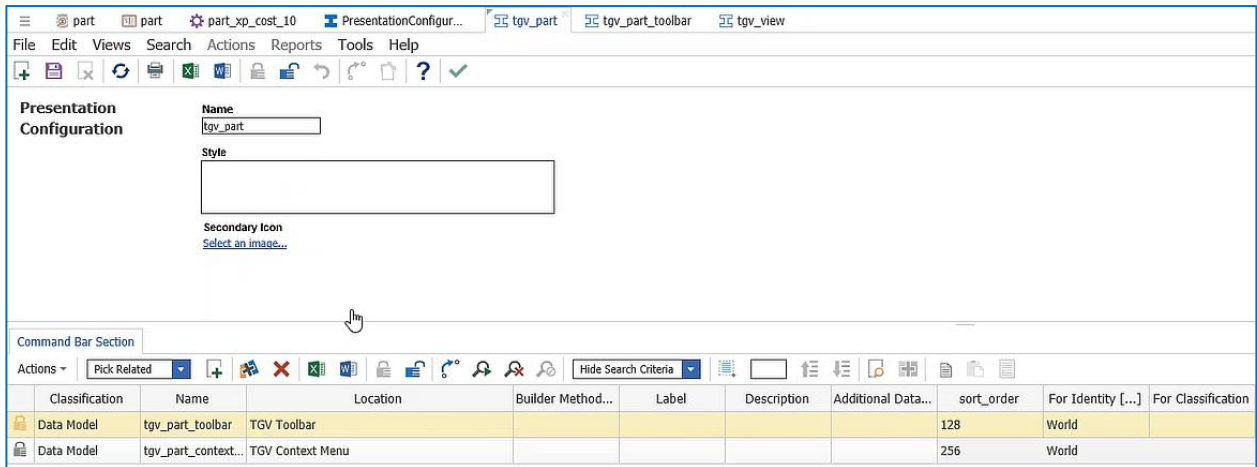 part part part_xp_cost_10 PresentationConfigur... tgv_part tgv_part_toolbar tgv_view
File Edit Views Search Actions Reports Tools Help
Presentation
Configuration
Name
tgv_part
Style
Secondary Icon
Select an image...
Command Bar Section
Actions Pick Related Hide Search Criteria
Classification Name Location Builder Method... Label Description Additional Data... sort_order For Identity [...] For Classification
Data Model tgv_part_toolbar TGV Toolbar 128 World
Data Model tgv_part_context... TGV Context Menu 256 World